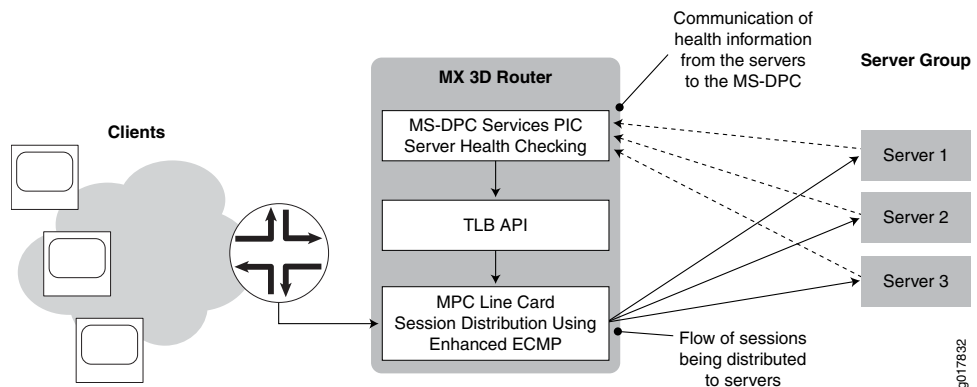 Communication of
health information
from the servers
to the MS-DPC
Server Group
MX 3D Router
Clients
MS-DPC Services PIC
Server Health Checking
Server 1
TLB API
Server 2
Server 3
MPC Line Card
Session Distribution Using
Enhanced ECMP
Flow of sessions
being distributed
to servers
g017832